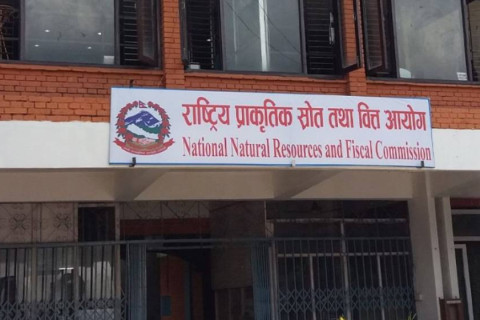 राष्ट्रिय प्राकृतिक स्रोत तथा वित्त आयोग
National Natural Resources and Fiscal Commission